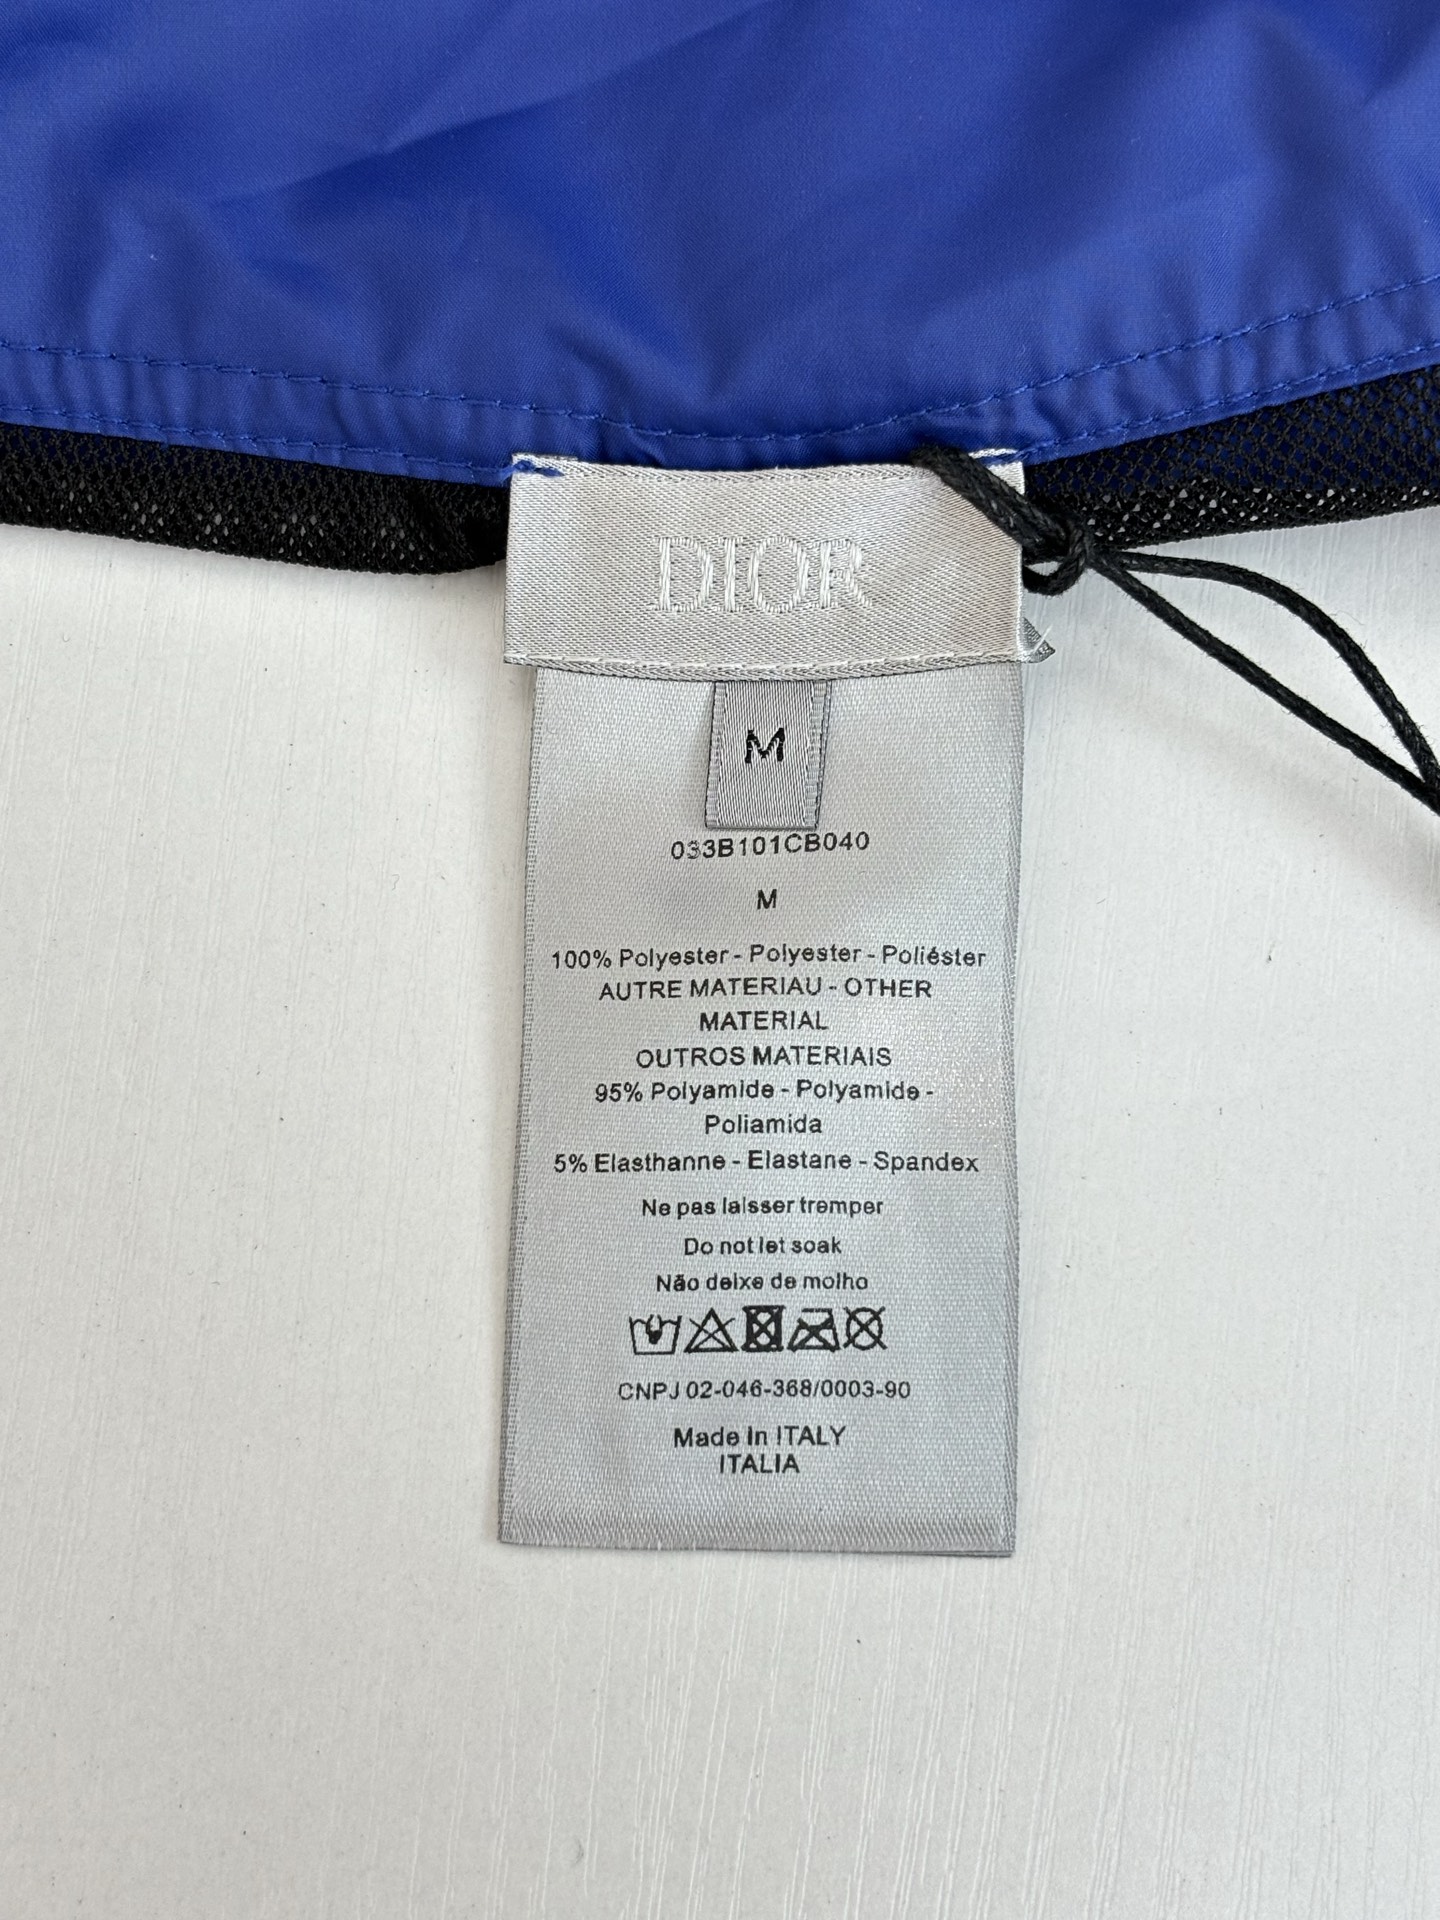 DIOR
M
033B101CB040
M
100% Polyester - Polyester - Poliéster
AUTRE MATERIAU - OTHER
MATERIAL
OUTROS MATERIAIS
95% Polyamide - Polyamide -
Poliamida
5% Elasthanne - Elastane - Spandex
Ne pas laisser tremper
Do not let soak
Não deixe de molho
CNPJ 02-046-368/0003-90
Made in ITALY
ITALIA